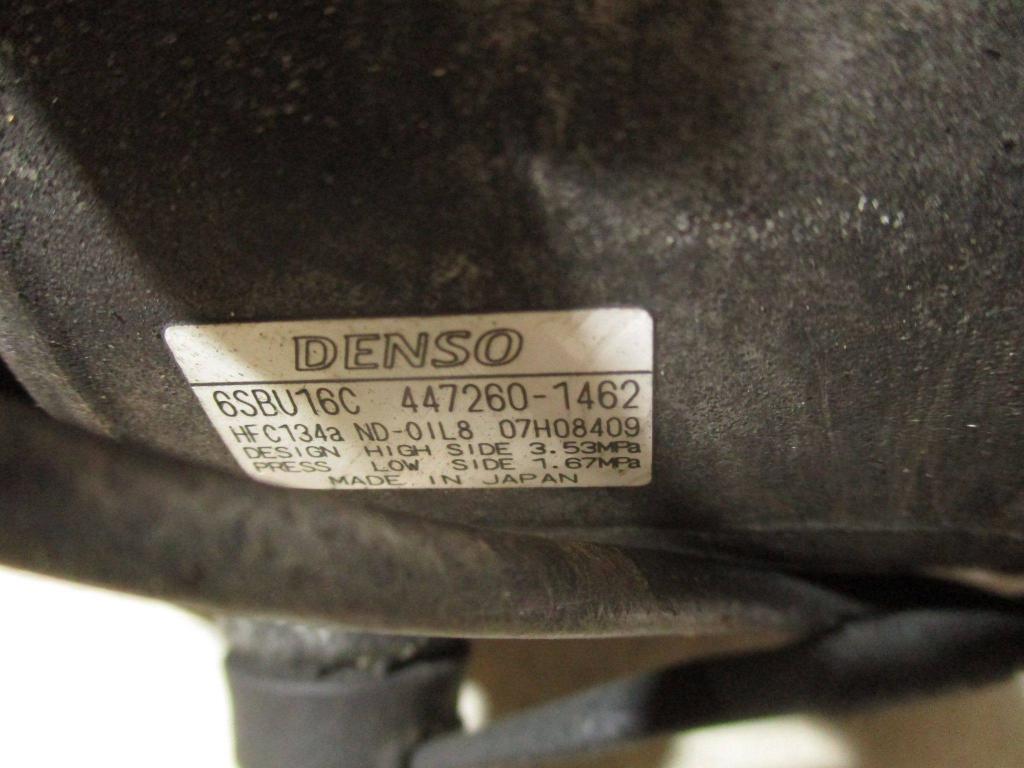 DENSO
6SBU16C 447260-1462
HFC134a ND-OIL8 07H08409
DESIGN HIGH SIDE 3.53MPa
PRESS LOW SIDE 1.67MPa
MADE IN JAPAN